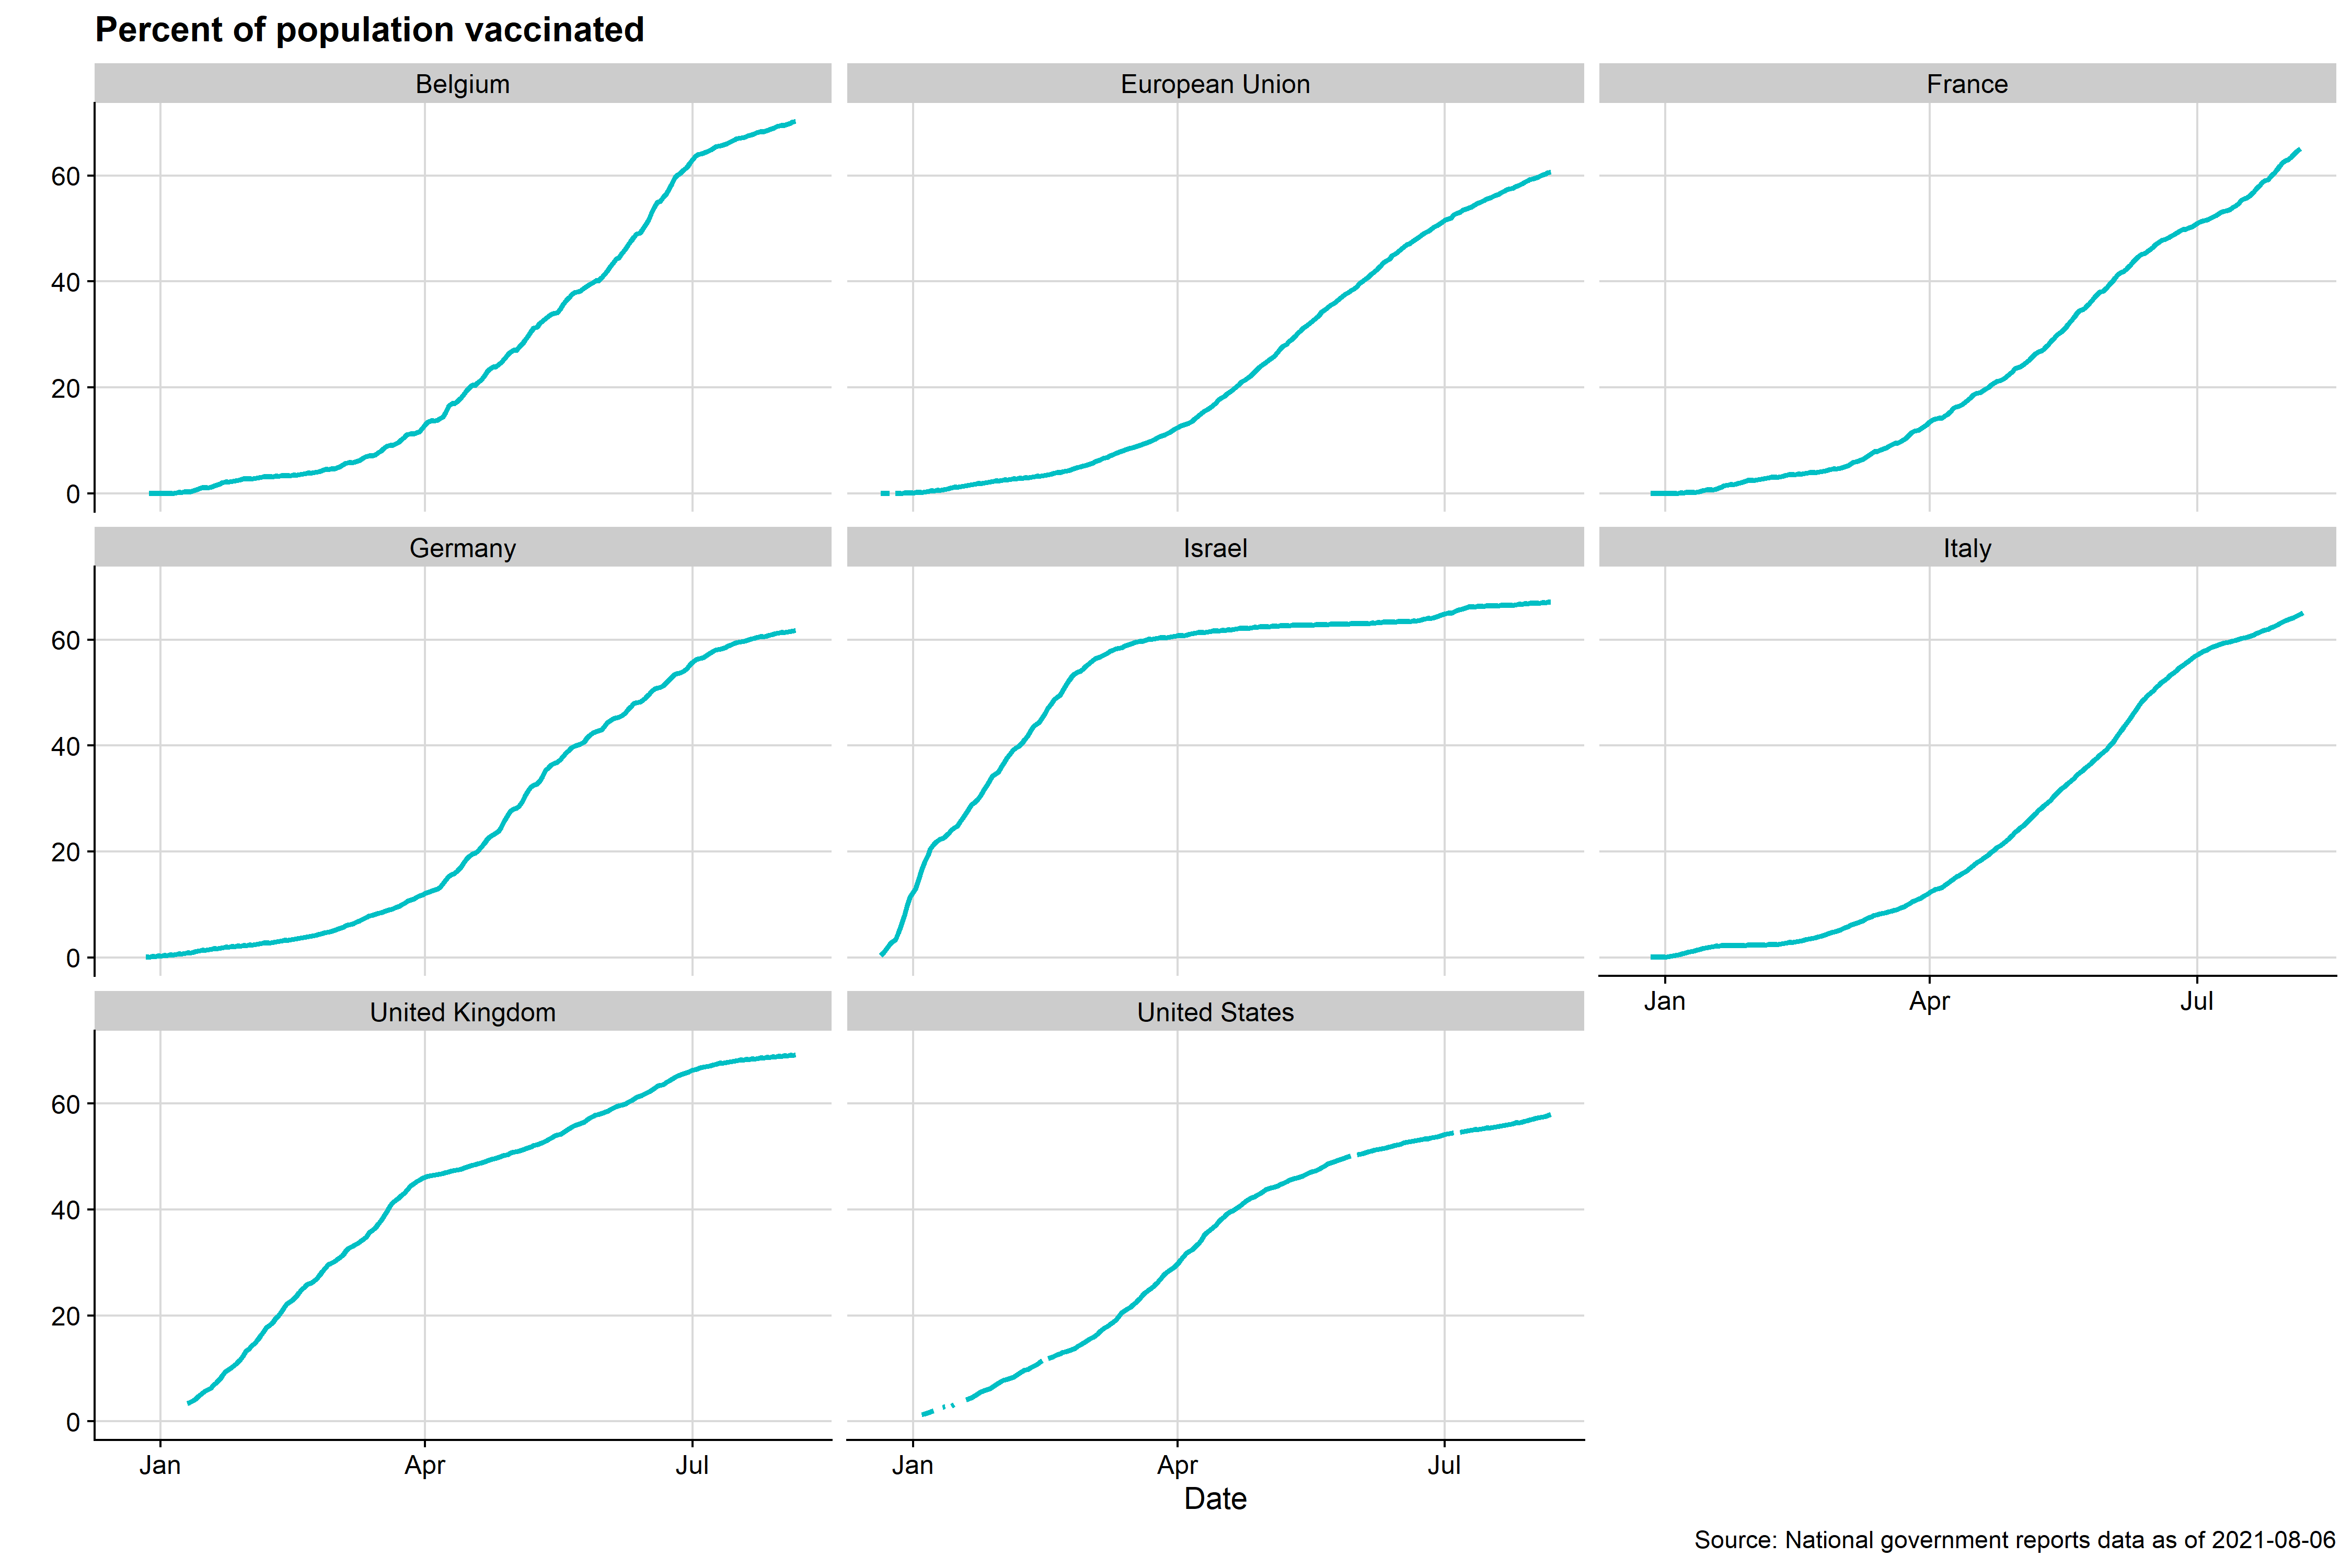 Percent of population vaccinated
Belgium
European Union
France
60
40
20
0
Germany
Israel
Italy
60
40
20
0
Jan
Apr
Jul
United Kingdom
United States
60
40
20
0
Jan
Apr
Jul
Jan
Apr
Jul
Date
Source: National government reports data as of 2021-08-06